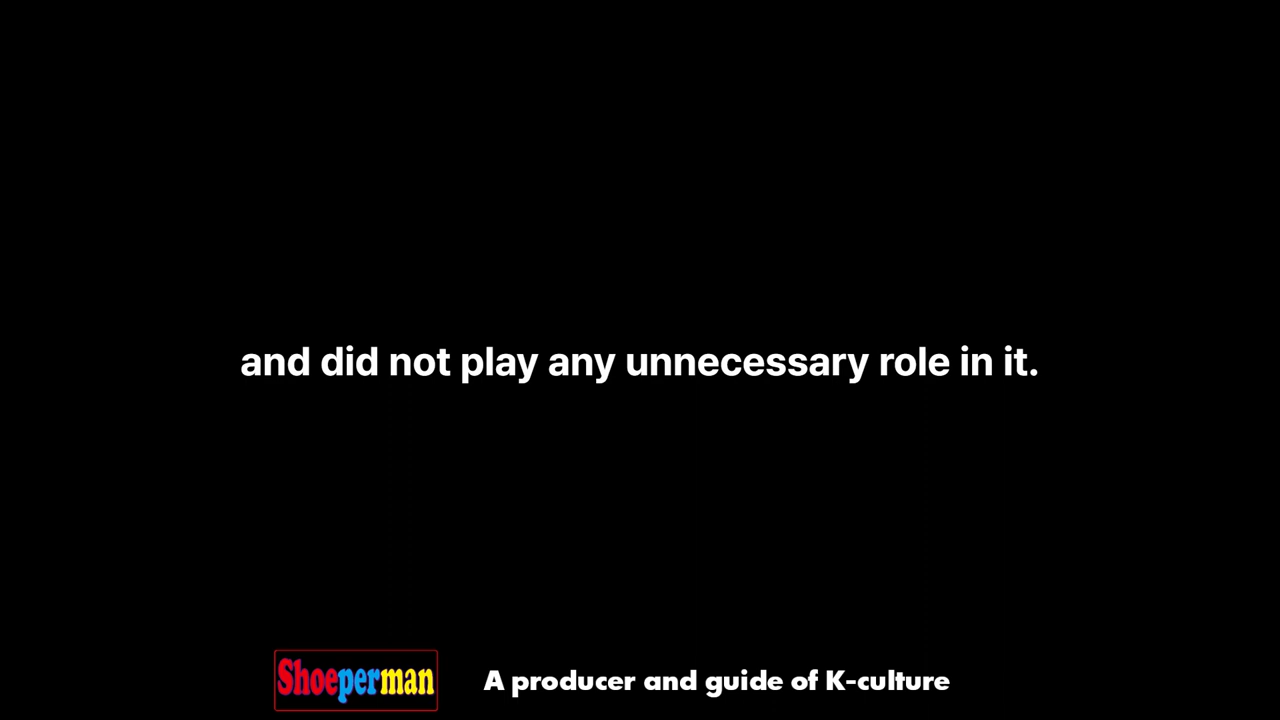 and did not play any unnecessary role in it.
Shoeperman
A producer and guide of K-culture